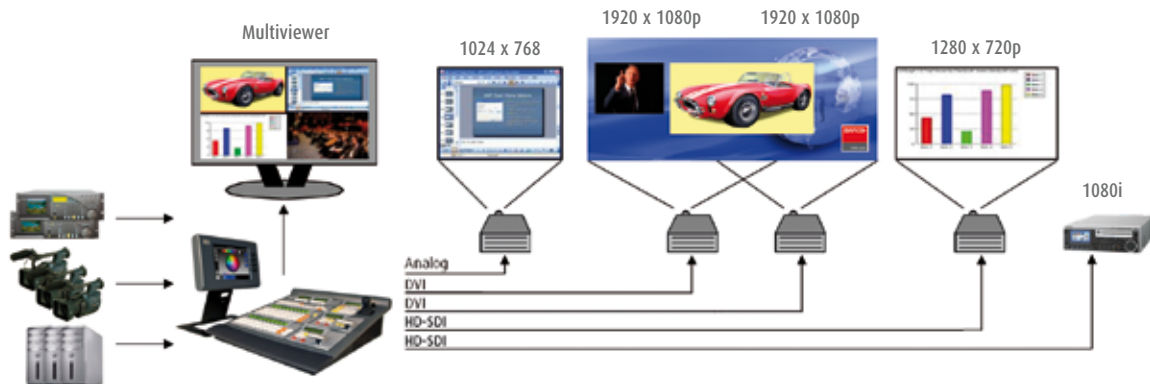 Multiviewer
1024 x 768
1920 x 1080p
1920 x 1080p
1280 x 720p
1080i
Analog
DVI
DVI
HD-SDI
HD-SDI